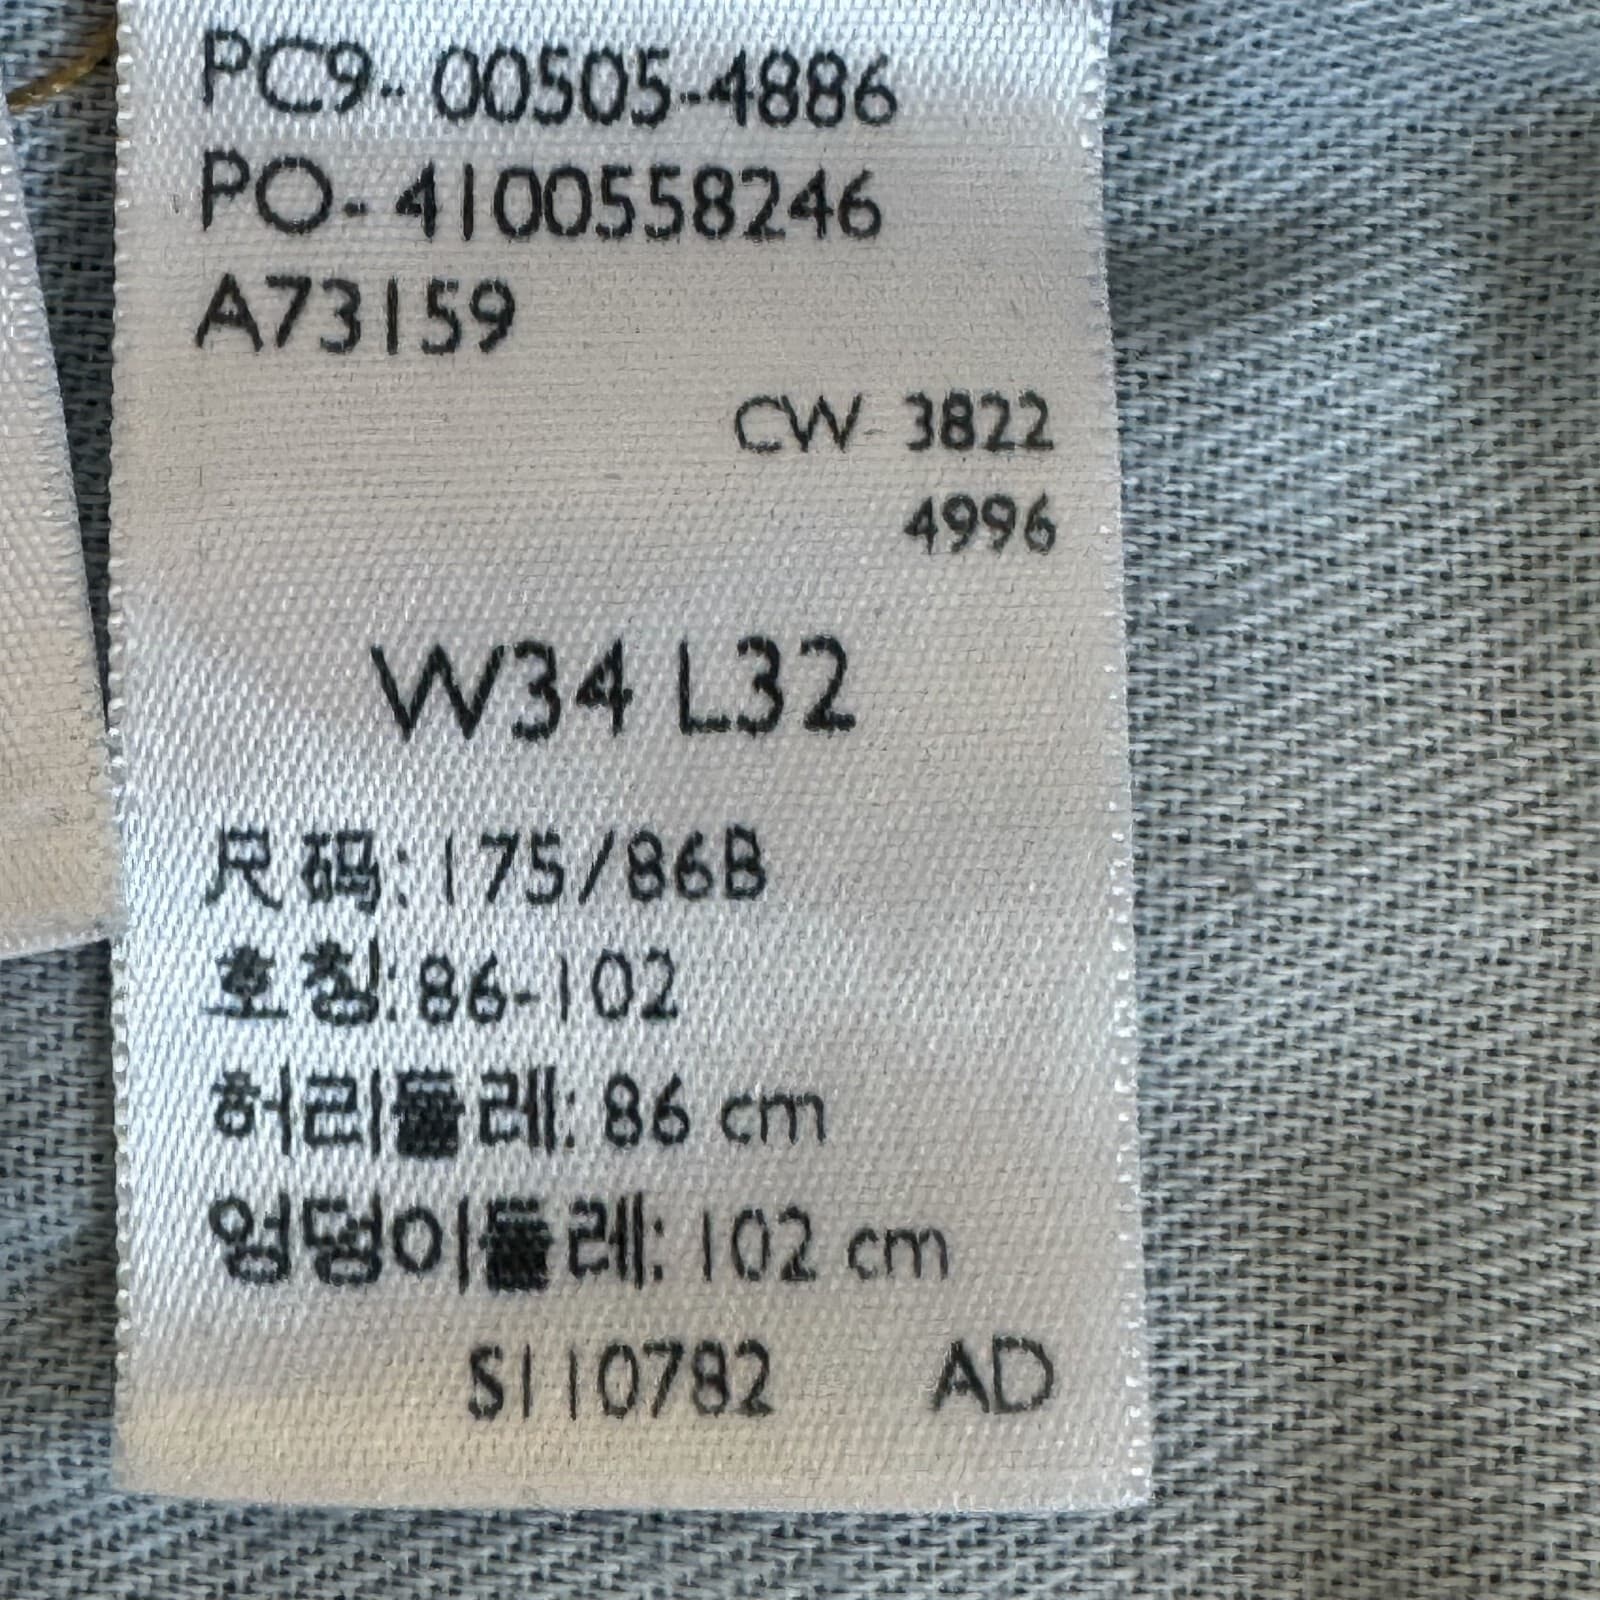 PC9- 00505-4886
PO- 4100558246
A73159
CW- 3822
4996
W34 L32
尺码: 175/86B
호칭: 86-102
허리둘레: 86 cm
엉덩이둘레: 102 cm
S110782 AD